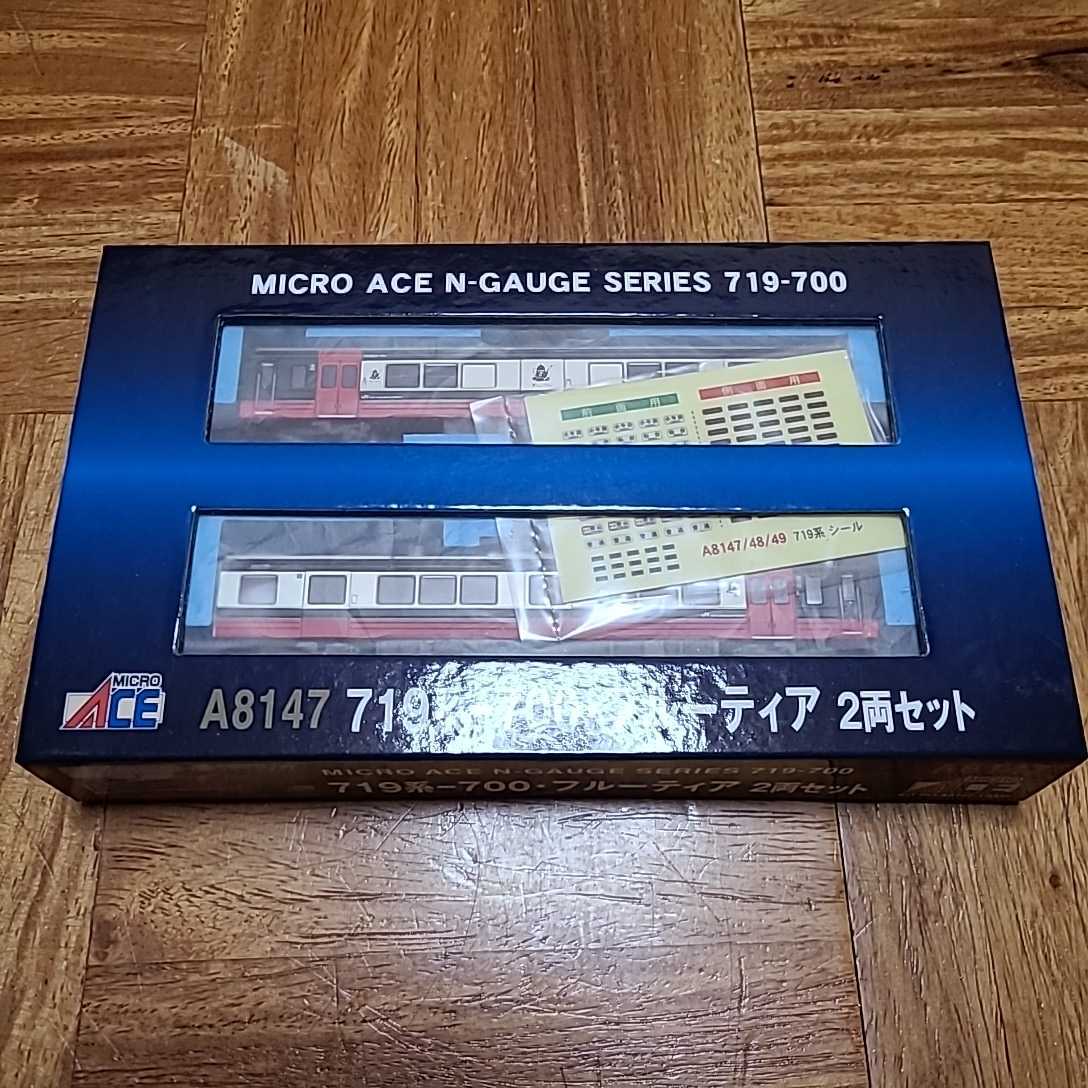 MICRO ACE N-GAUGE SERIES 719-700
前面用
側面用
A8147/48/49 719系シール
MICRO ACE
A8147 719系-700・フルーティア 2両セット
MICRO ACE N-GAUGE SERIES 719-700
719系-700・フルーティア 2両セット